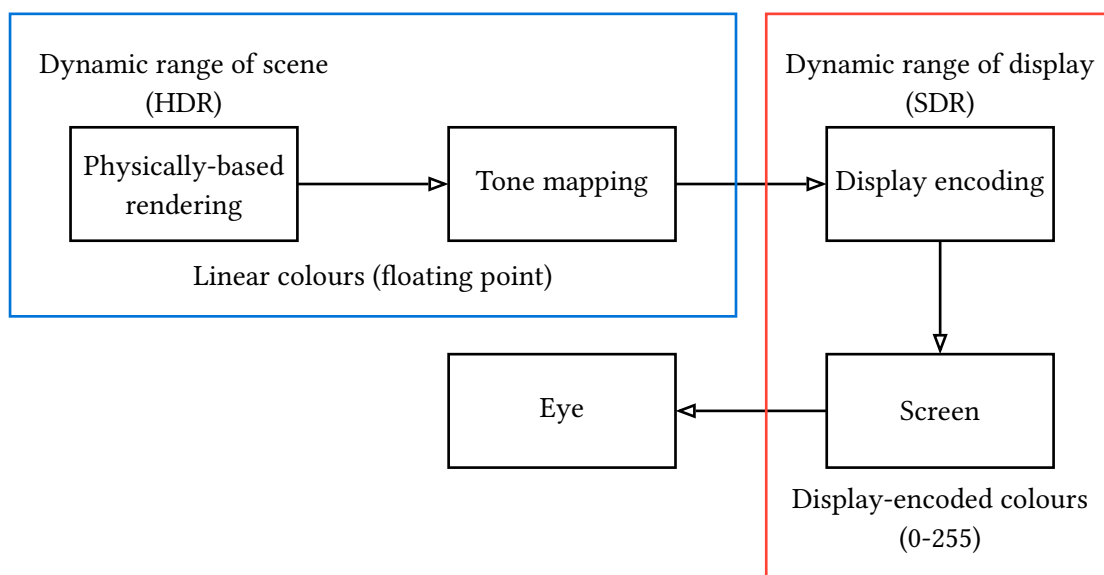 Dynamic range of scene
(HDR)
Physically-based
rendering
Tone mapping
Linear colours (floating point)
Dynamic range of display
(SDR)
Display encoding
Eye
Screen
Display-encoded colours
(0-255)